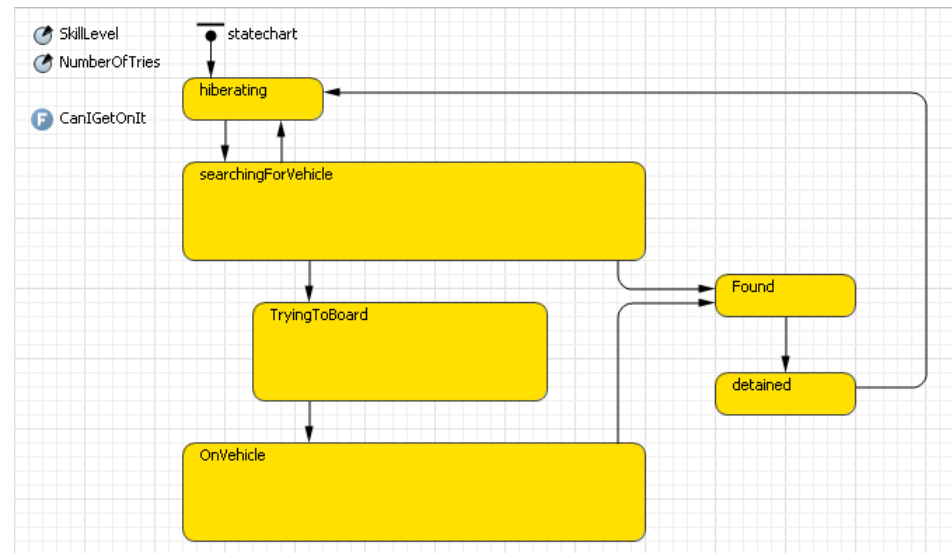 SkillLevel
statechart
NumberOfTries
hiberating
F CanIGetOnIt
searchingForVehicle
Found
TryingToBoard
detained
OnVehicle